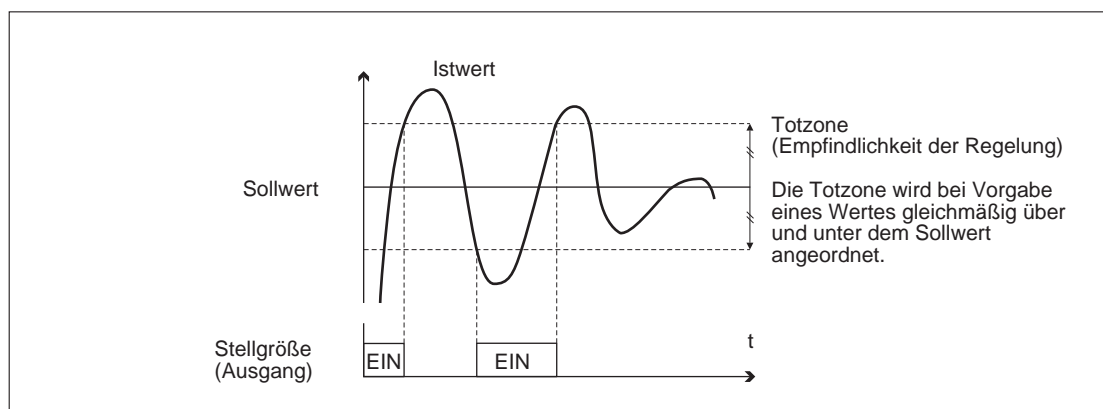 Istwert
Totzone
(Empfindlichkeit der Regelung)
Sollwert
Die Totzone wird bei Vorgabe
eines Wertes gleichmäßig über
und unter dem Sollwert
angeordnet.
t
Stellgröße
(Ausgang)
EIN
EIN